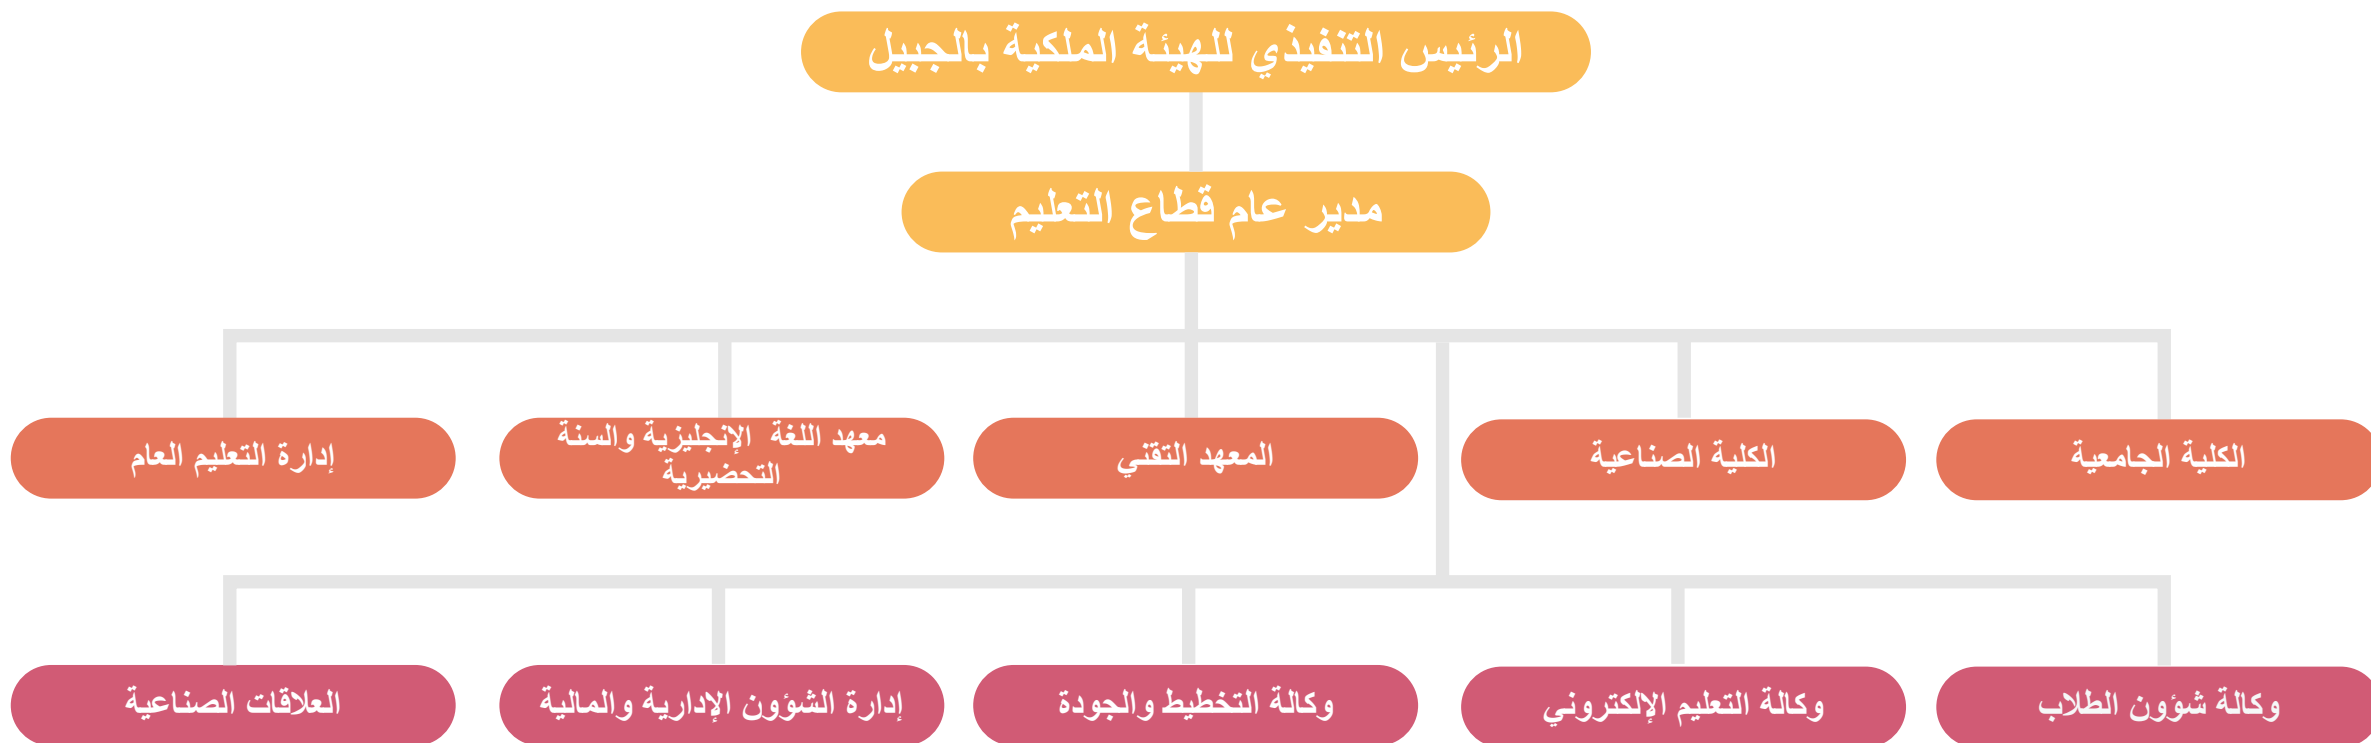 الرئيس التنفيذي للهيئة الملكية بالجبيل
مدير عام قطاع التعليم
الكلية الجامعية
الكلية الصناعية
المعهد التقني
معهد اللغة الإنجليزية والسنة
التحضيرية
إدارة التعليم العام
وكالة شؤون الطلاب
وكالة التعليم الإلكتروني
وكالة التخطيط والجودة
إدارة الشؤون الإدارية والمالية
العلاقات الصناعية